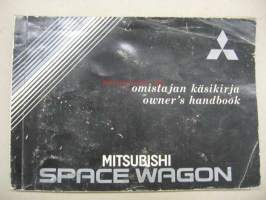 omistajan käsikirja
owner's handbook
MITSUBISHI
SPACE WAGON